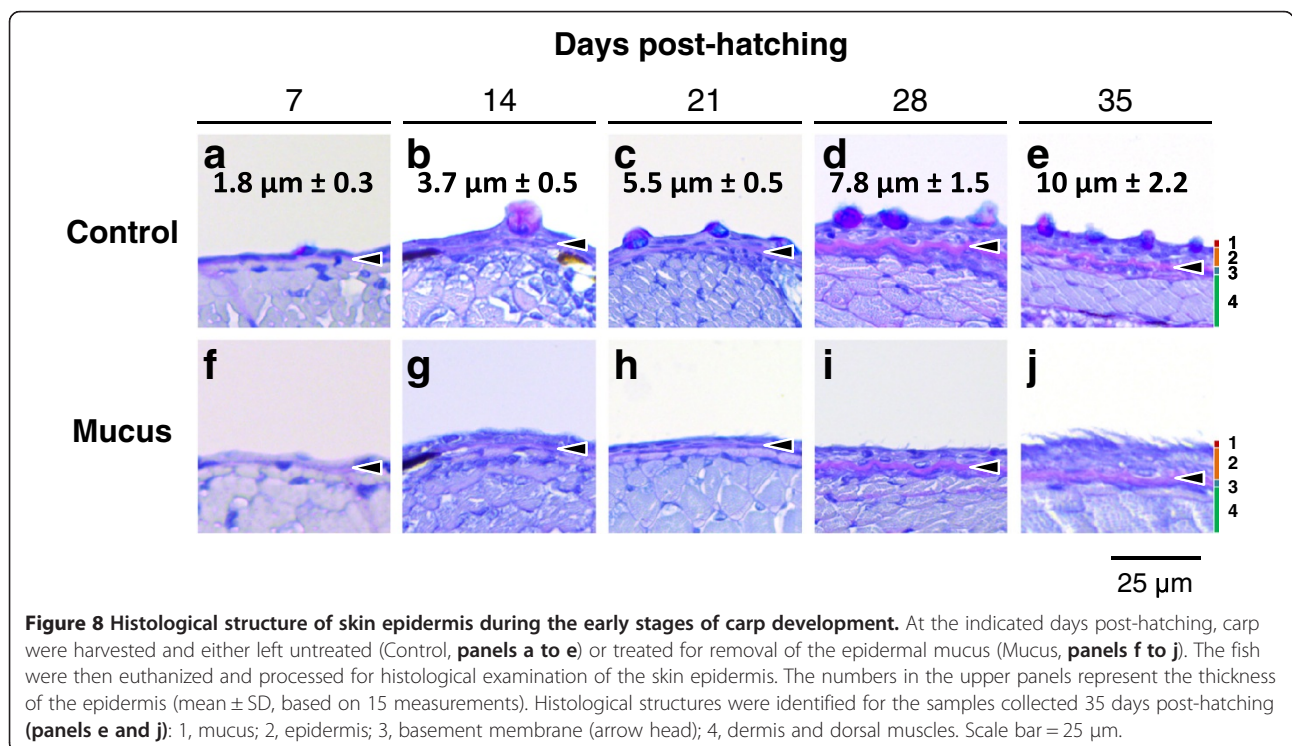 Days post-hatching
7 14 21 28 35
Control
a b c d e
1.8 µm ± 0.3 3.7 µm ± 0.5 5.5 µm ± 0.5 7.8 µm ± 1.5 10 µm ± 2.2
1
2
3
4
Mucus
f g h i j
1
2
3
4
25 µm
Figure 8 Histological structure of skin epidermis during the early stages of carp development. At the indicated days post-hatching, carp
were harvested and either left untreated (Control, panels a to e) or treated for removal of the epidermal mucus (Mucus, panels f to j). The fish
were then euthanized and processed for histological examination of the skin epidermis. The numbers in the upper panels represent the thickness
of the epidermis (mean ± SD, based on 15 measurements). Histological structures were identified for the samples collected 35 days post-hatching
(panels e and j): 1, mucus; 2, epidermis; 3, basement membrane (arrow head); 4, dermis and dorsal muscles. Scale bar = 25 µm.